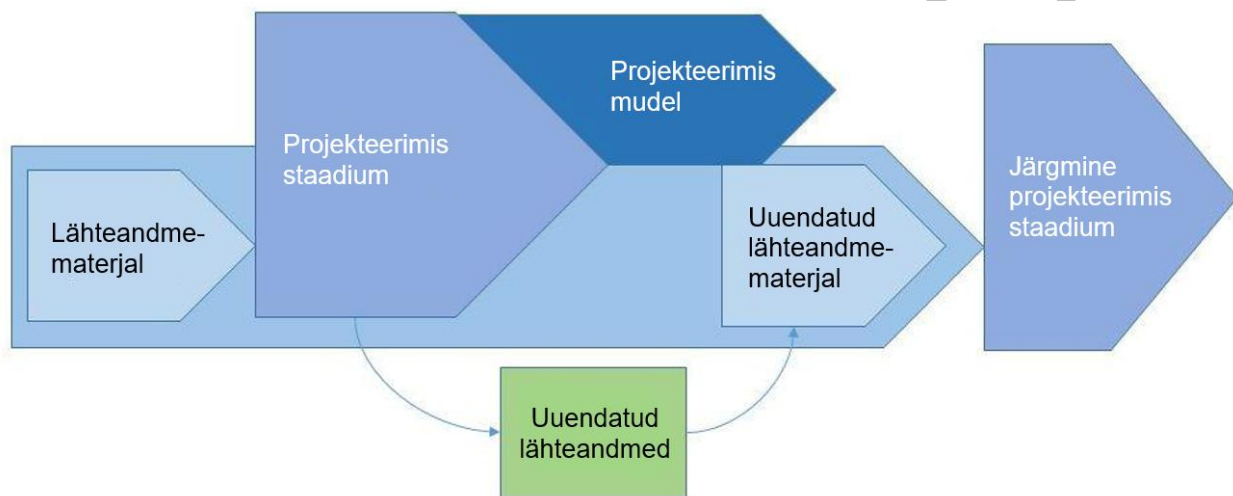 Projekteerimis
mudel
Projekteerimis
staadium
Järgmine
projekteerimis
staadium
Lähteandme-
materjal
Uuendatud
lähteandme-
materjal
Uuendatud
lähteandmed